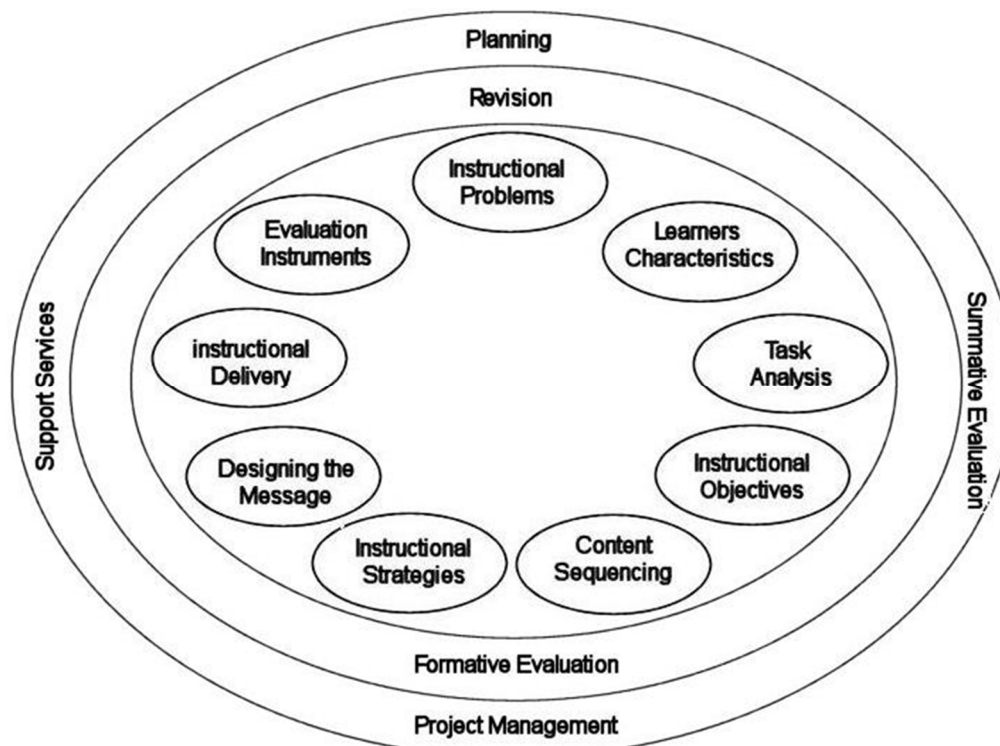 Planning
Revision
Instructional
Problems
Learners
Characteristics
Task
Analysis
Instructional
Objectives
Content
Sequencing
Instructional
Strategies
Designing the
Message
instructional
Delivery
Evaluation
Instruments
Support Services
Summative Evaluation
Formative Evaluation
Project Management